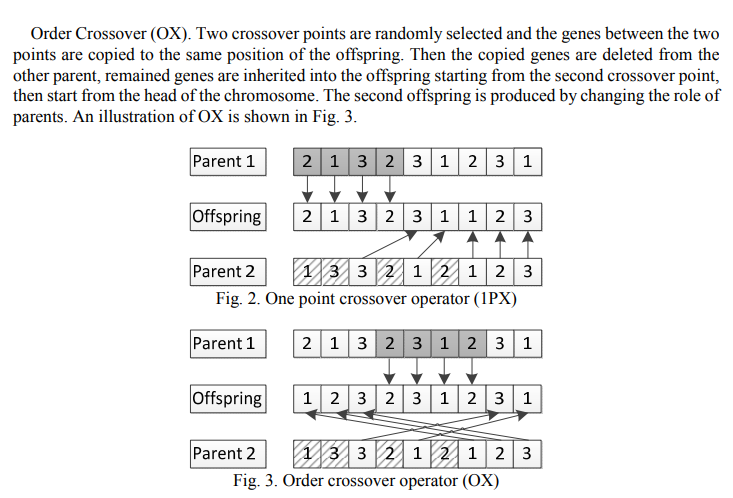 Order Crossover (OX). Two crossover points are randomly selected and the genes between the two
points are copied to the same position of the offspring. Then the copied genes are deleted from the
other parent, remained genes are inherited into the offspring starting from the second crossover point,
then start from the head of the chromosome. The second offspring is produced by changing the role of
parents. An illustration of OX is shown in Fig. 3.
Parent 1 2 1 3 2 3 1 2 3 1
Offspring 2 1 3 2 3 1 1 2 3
Parent 2 1 3 3 2 1 2 1 2 3
Fig. 2. One point crossover operator (1PX)
Parent 1 2 1 3 2 3 1 2 3 1
Offspring 1 2 3 2 3 1 2 3 1
Parent 2 1 3 3 2 1 2 1 2 3
Fig. 3. Order crossover operator (OX)